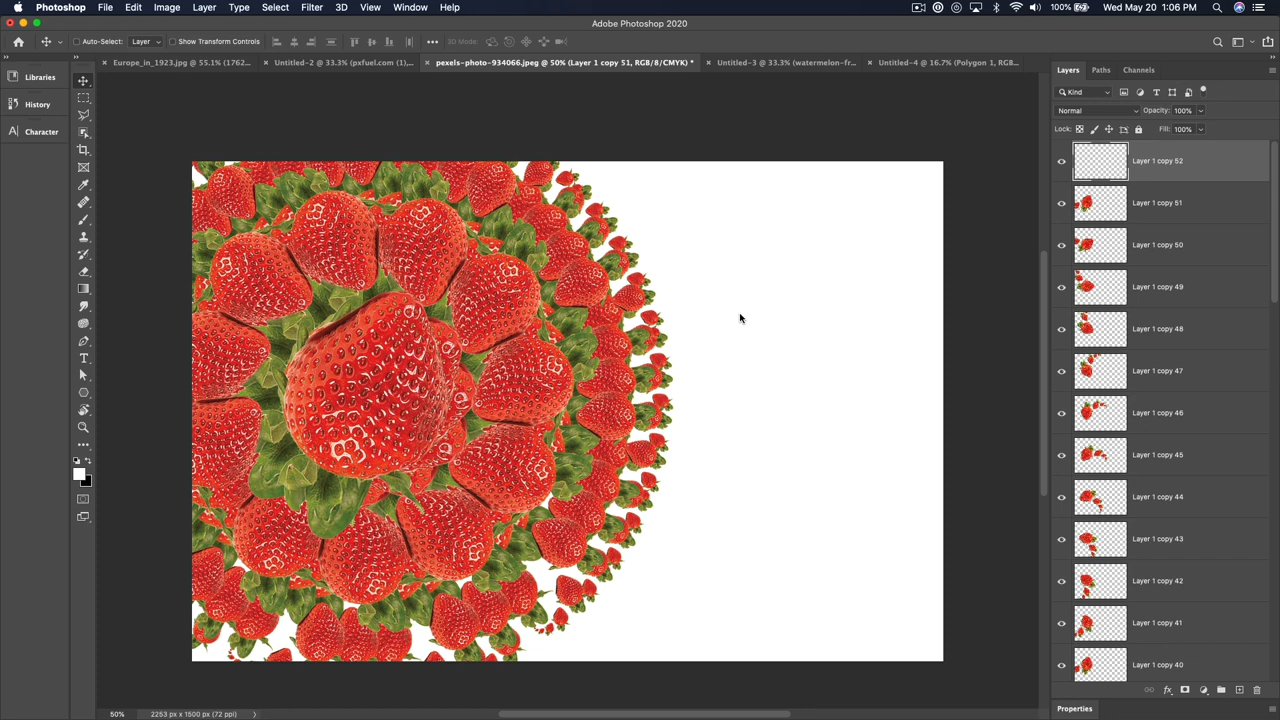 Photoshop File Edit Image Layer Type Select Filter 3D View Window Help 100% Wed May 20 1:06 PM
Adobe Photoshop 2020
Auto-Select: Layer Show Transform Controls 3D Mode:
Europe_in_1923.jpg @ 55.1% (1762... Untitled-2 @ 33.3% (pxfuel.com (1),... pexels-photo-934066.jpeg @ 50% (Layer 1 copy 51, RGB/8/CMYK) * Untitled-3 @ 33.3% (watermelon-fr... Untitled-4 @ 16.7% (Polygon 1, RGB...
Libraries
History
Character
Layers Paths Channels
Kind
Normal Opacity: 100%
Lock: Fill: 100%
Layer 1 copy 52
Layer 1 copy 51
Layer 1 copy 50
Layer 1 copy 49
Layer 1 copy 48
Layer 1 copy 47
Layer 1 copy 46
Layer 1 copy 45
Layer 1 copy 44
Layer 1 copy 43
Layer 1 copy 42
Layer 1 copy 41
Layer 1 copy 40
Properties
50% 2253 px x 1500 px (72 ppi)